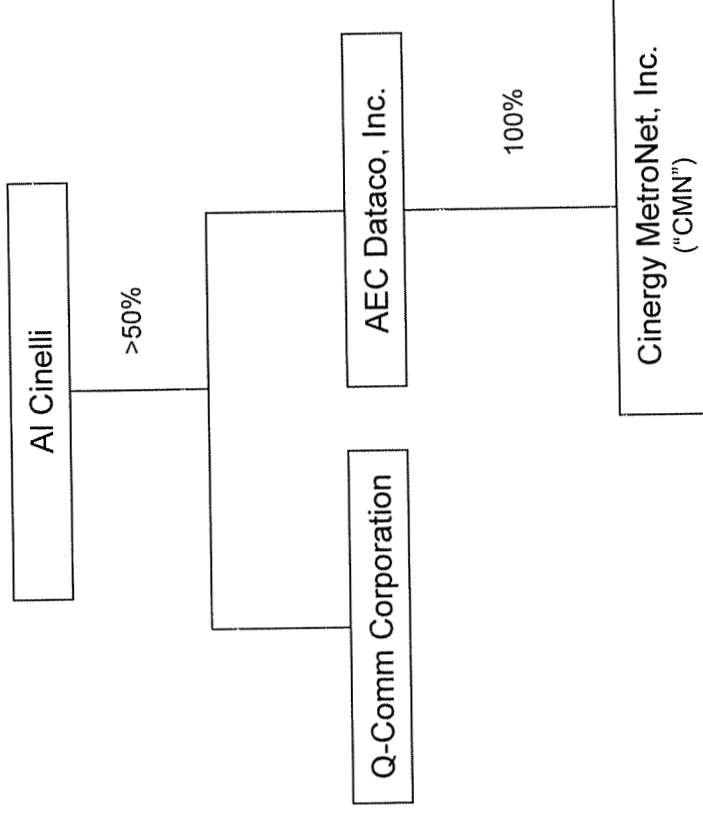 Al Cinelli
>50%
Q-Comm Corporation
AEC Dataco, Inc.
100%
Cinergy MetroNet, Inc.
("CMN")